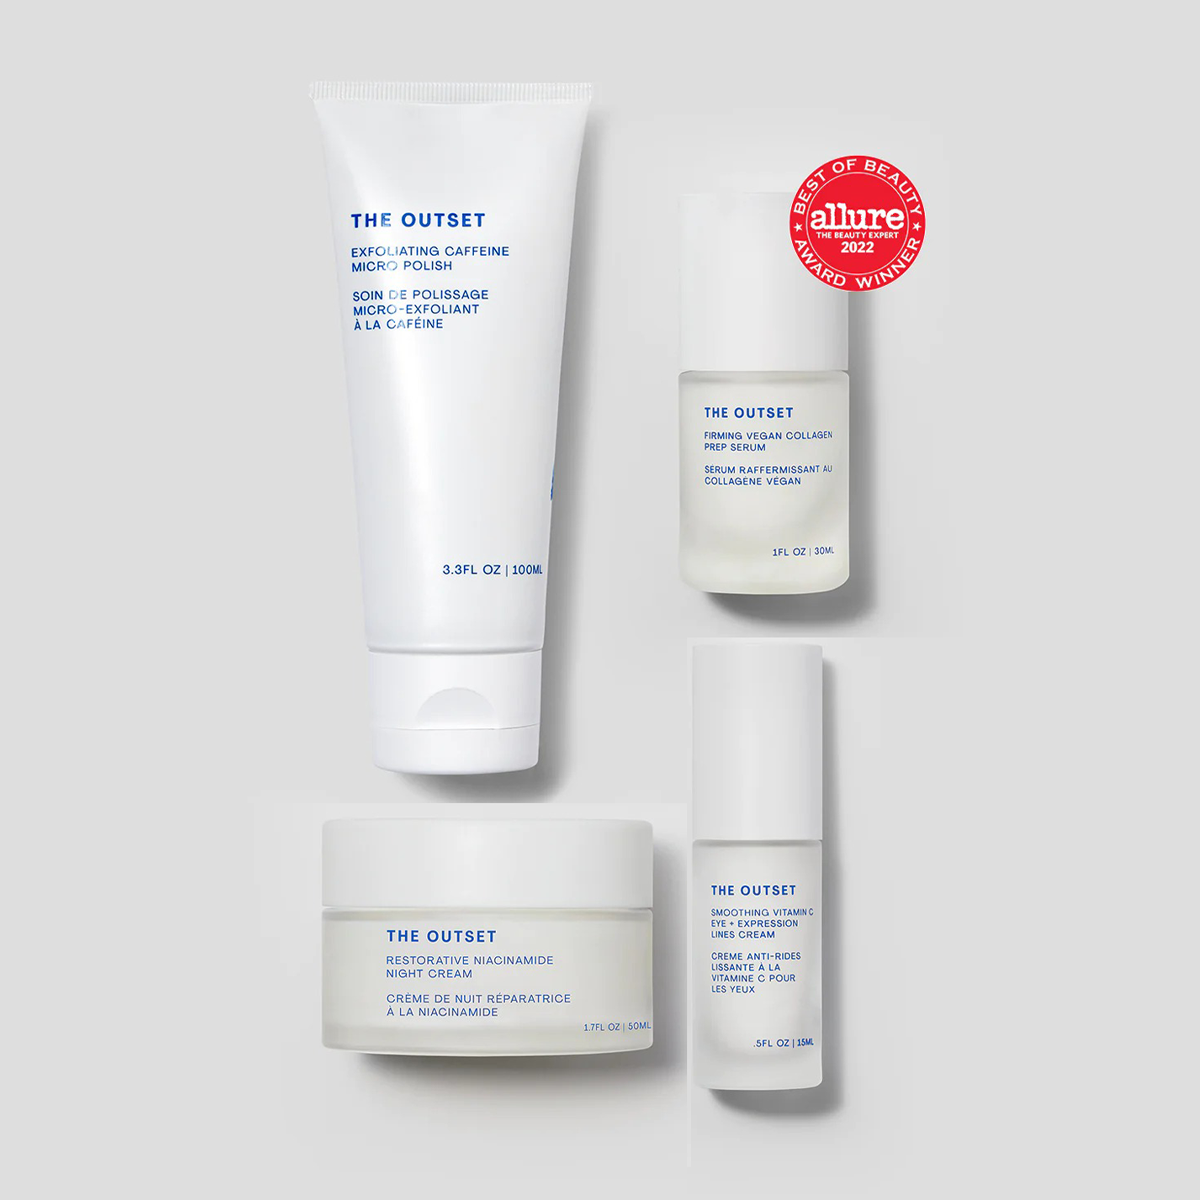 THE OUTSET
EXFOLIATING CAFFEINE
MICRO POLISH
SOIN DE POLISSAGE
MICRO-EXFOLIANT
À LA CAFÉINE
3.3FL OZ | 100ML
BEST OF BEAUTY
allure
THE BEAUTY EXPERT
2022
AWARD WINNER
THE OUTSET
FIRMING VEGAN COLLAGEN
PREP SERUM
SÉRUM RAFFERMISSANT AU
COLLAGÈNE VÉGAN
1FL OZ | 30ML
THE OUTSET
RESTORATIVE NIACINAMIDE
NIGHT CREAM
CRÈME DE NUIT RÉPARATRICE
À LA NIACINAMIDE
1.7FL OZ | 50ML
THE OUTSET
SMOOTHING VITAMIN C
EYE + EXPRESSION
LINES CREAM
CREME ANTI-RIDES
LISSANTE À LA
VITAMINE C POUR
LES YEUX
.5FL OZ | 15ML